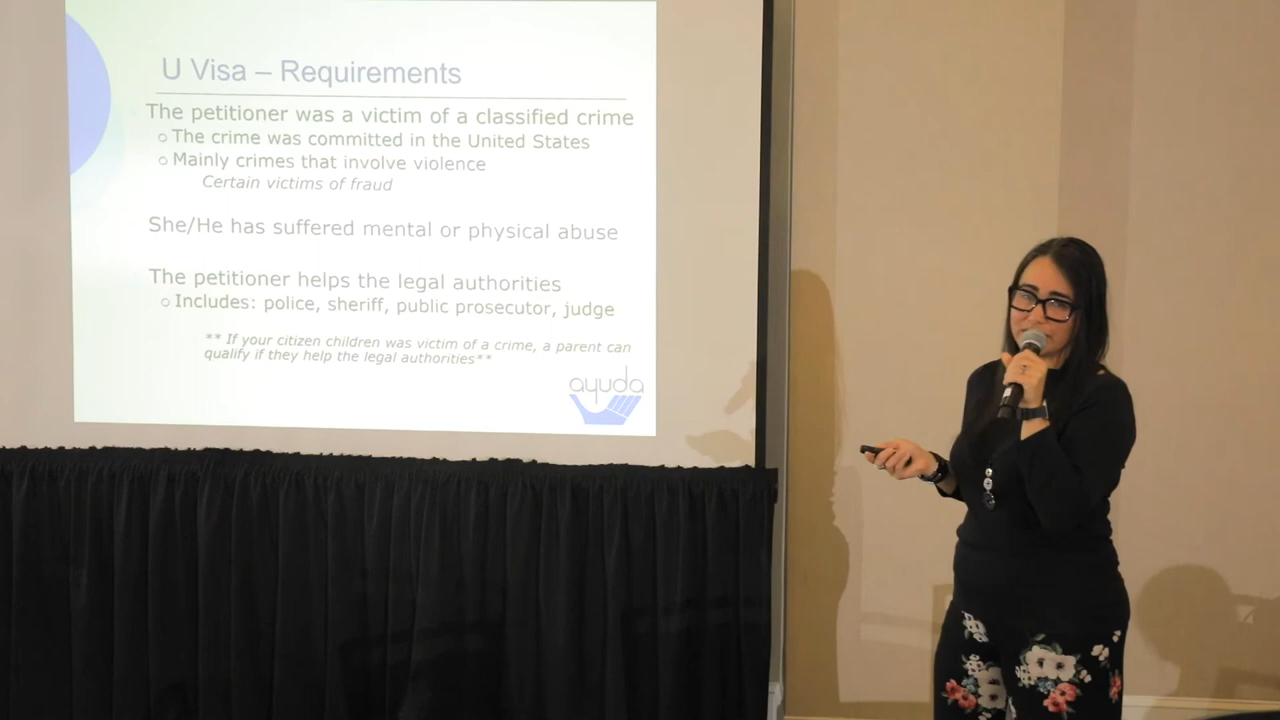 U Visa – Requirements
The petitioner was a victim of a classified crime
○ The crime was committed in the United States
○ Mainly crimes that involve violence
Certain victims of fraud
She/He has suffered mental or physical abuse
The petitioner helps the legal authorities
○ Includes: police, sheriff, public prosecutor, judge
** If your citizen children was victim of a crime, a parent can
qualify if they help the legal authorities**
ayuda